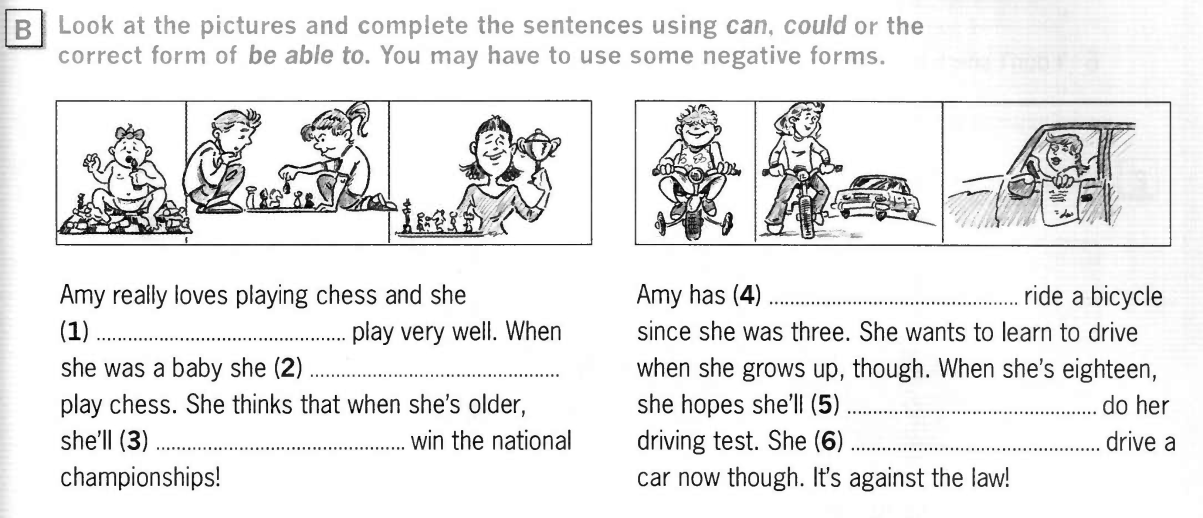 B Look at the pictures and complete the sentences using can, could or the
correct form of be able to. You may have to use some negative forms.
Amy really loves playing chess and she
(1) .............................................. play very well. When
she was a baby she (2) ..............................................
play chess. She thinks that when she's older,
she'll (3) .............................................. win the national
championships!
Amy has (4) .............................................. ride a bicycle
since she was three. She wants to learn to drive
when she grows up, though. When she's eighteen,
she hopes she'll (5) .............................................. do her
driving test. She (6) .............................................. drive a
car now though. It's against the law!